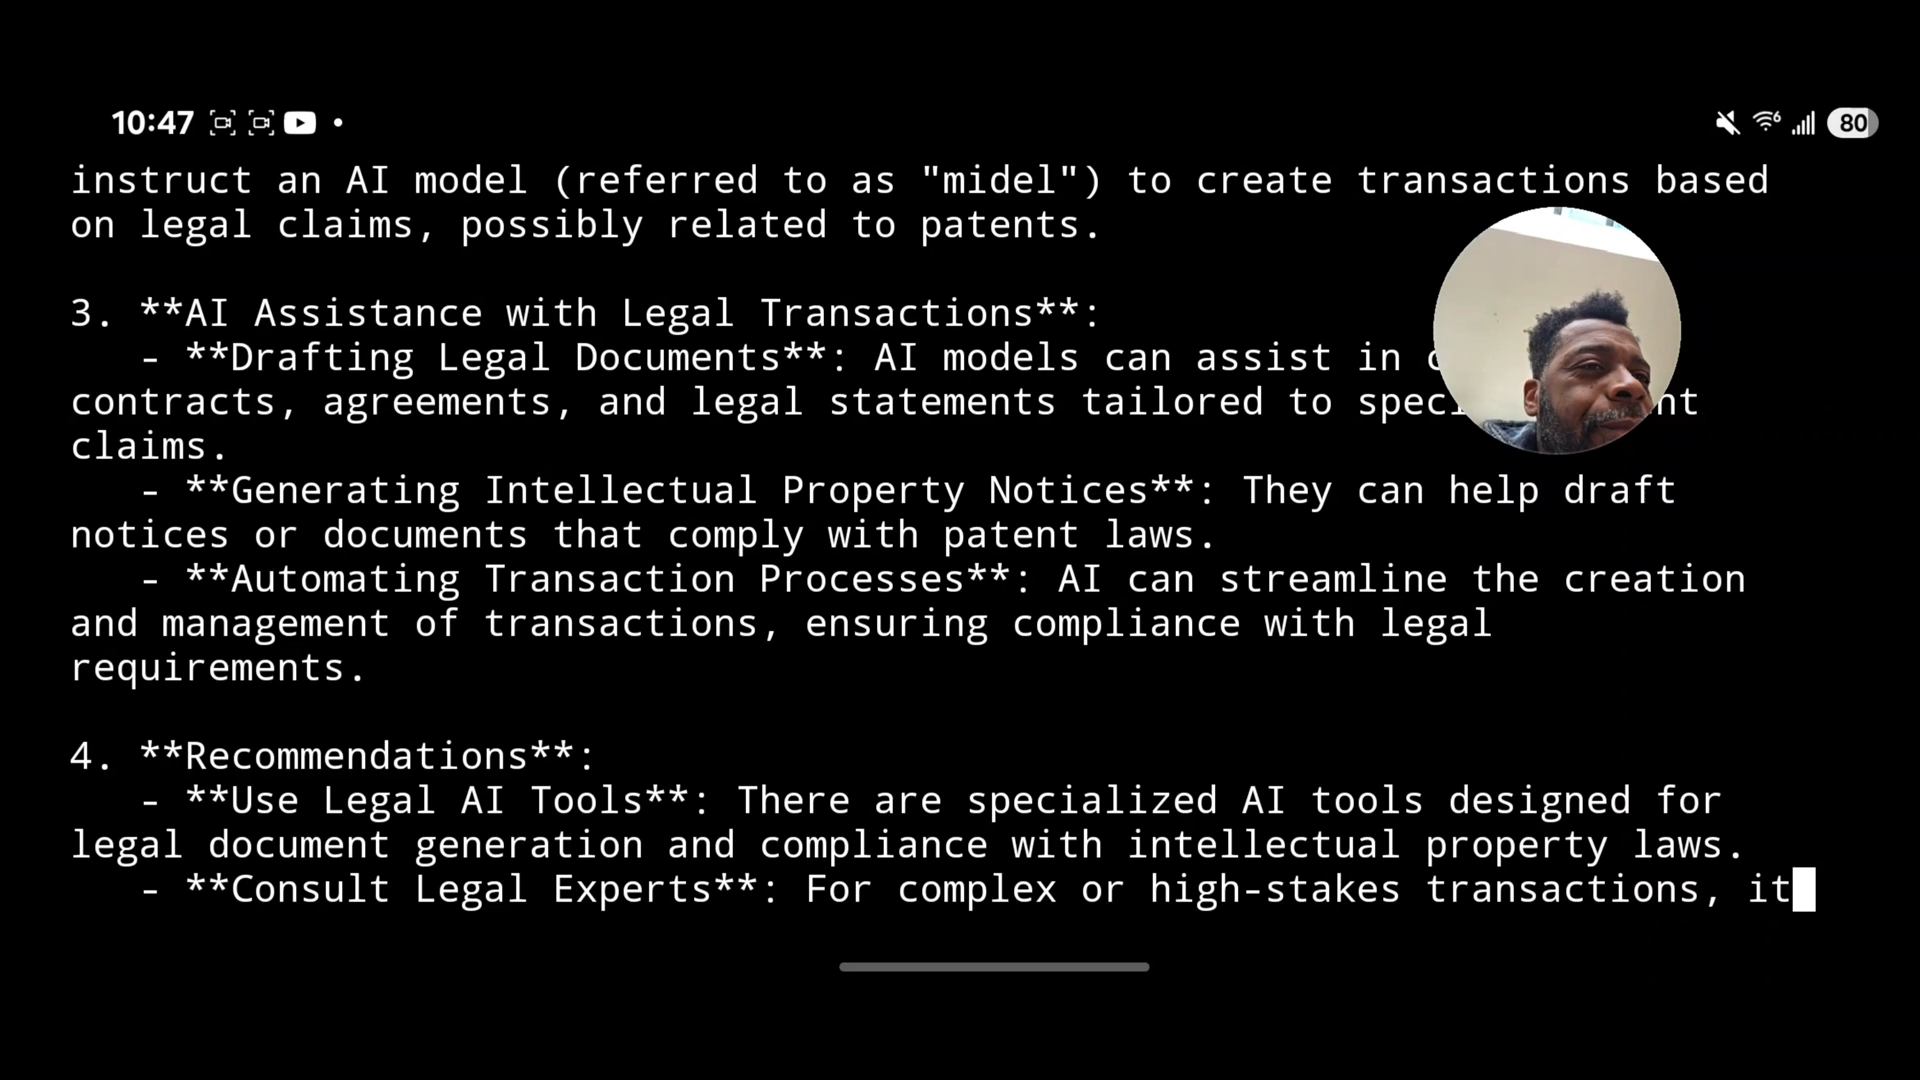 10:47
80
instruct an AI model (referred to as "midel") to create transactions based
on legal claims, possibly related to patents.
3. **AI Assistance with Legal Transactions**:
- **Drafting Legal Documents**: AI models can assist in
contracts, agreements, and legal statements tailored to
claims.
- **Generating Intellectual Property Notices**: They can help draft
notices or documents that comply with patent laws.
- **Automating Transaction Processes**: AI can streamline the creation
and management of transactions, ensuring compliance with legal
requirements.
4. **Recommendations**:
- **Use Legal AI Tools**: There are specialized AI tools designed for
legal document generation and compliance with intellectual property laws.
- **Consult Legal Experts**: For complex or high-stakes transactions, it